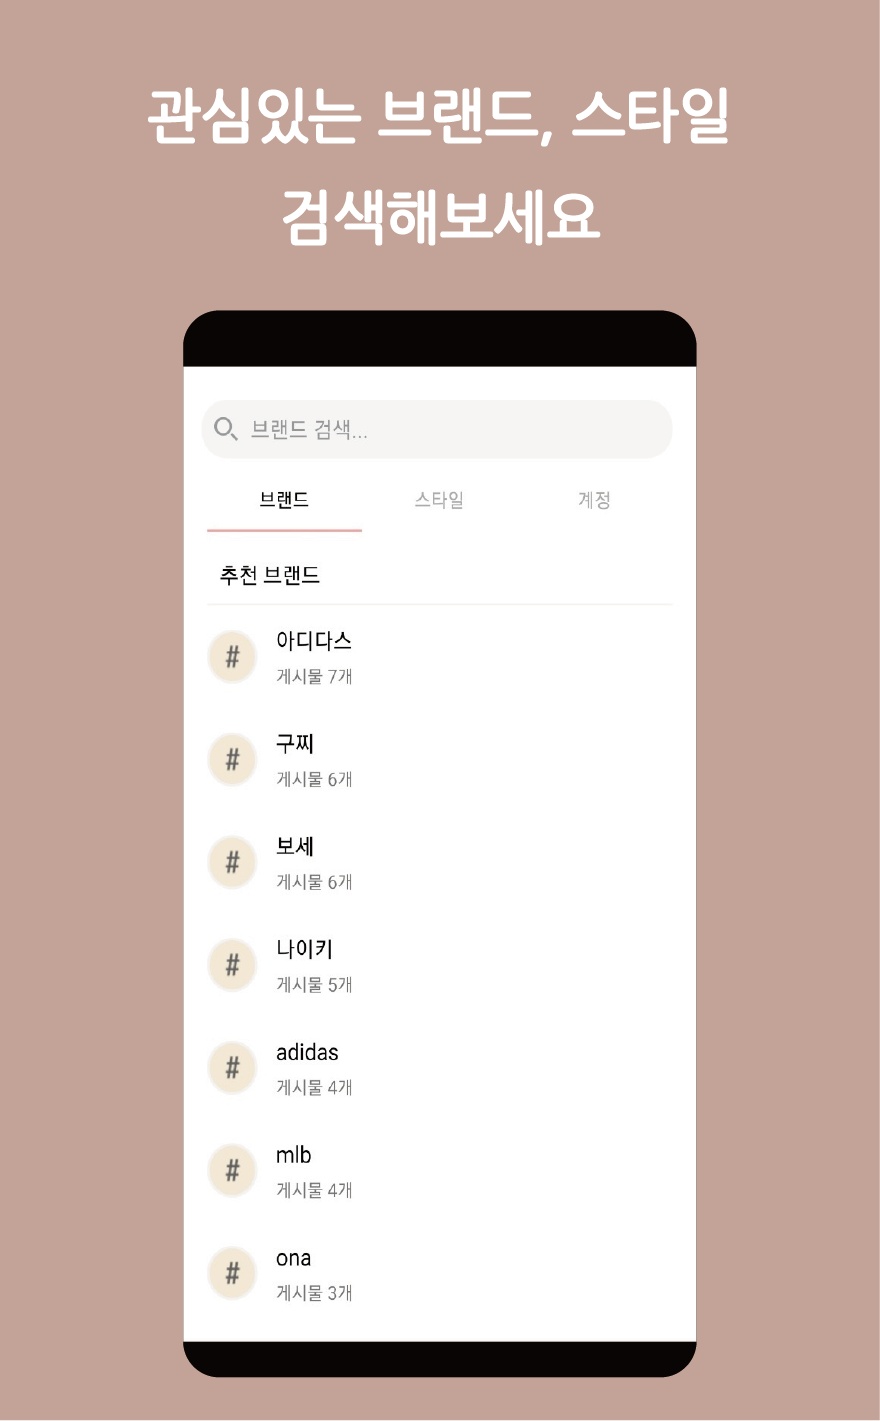 관심있는 브랜드, 스타일
검색해보세요
브랜드 검색...
브랜드 스타일 계정
추천 브랜드
# 아디다스
게시물 7개
# 구찌
게시물 6개
# 보세
게시물 6개
# 나이키
게시물 5개
# adidas
게시물 4개
# mlb
게시물 4개
# ona
게시물 3개